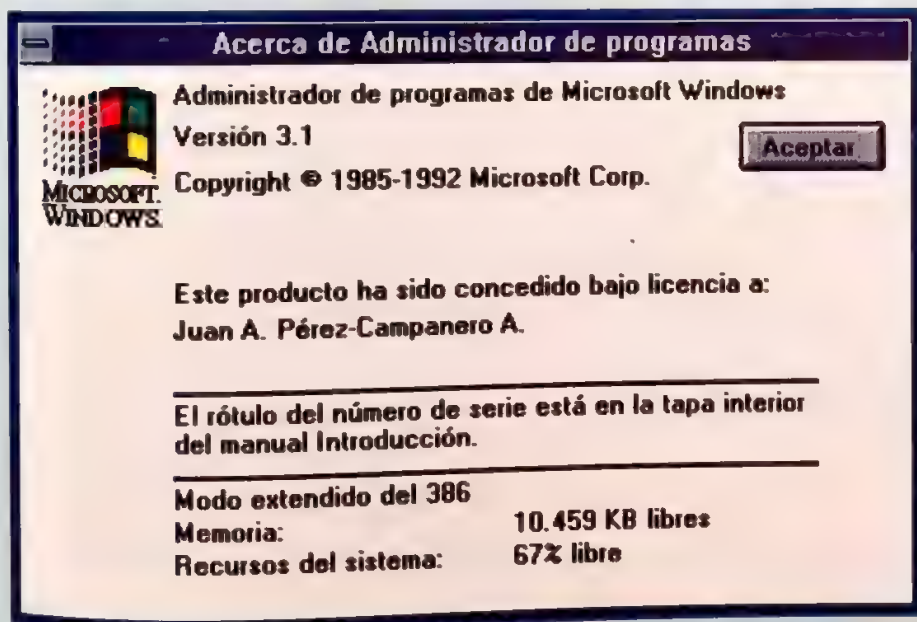 Acerca de Administrador de programas
Administrador de programas de Microsoft Windows
Versión 3.1
Aceptar
Copyright © 1985-1992 Microsoft Corp.
MICROSOFT.
WINDOWS.
Este producto ha sido concedido bajo licencia a:
Juan A. Pérez-Campanero A.
El rótulo del número de serie está en la tapa interior
del manual Introducción.
Modo extendido del 386
Memoria: 10.459 KB libres
Recursos del sistema: 67% libre